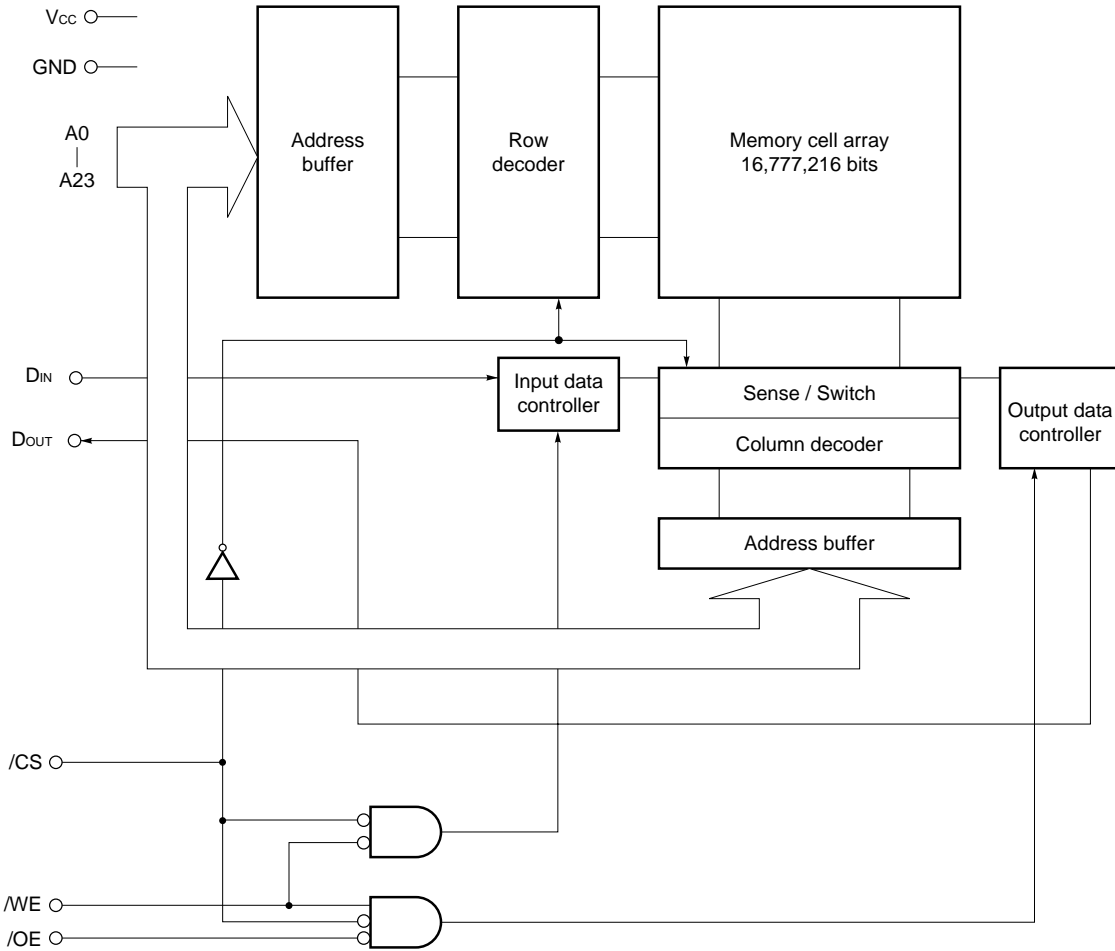 VCC
GND
A0
A23
Address
buffer
Row
decoder
Memory cell array
16,777,216 bits
DIN
DOUT
Input data
controller
Sense / Switch
Column decoder
Output data
controller
Address buffer
/CS
/WE
/OE